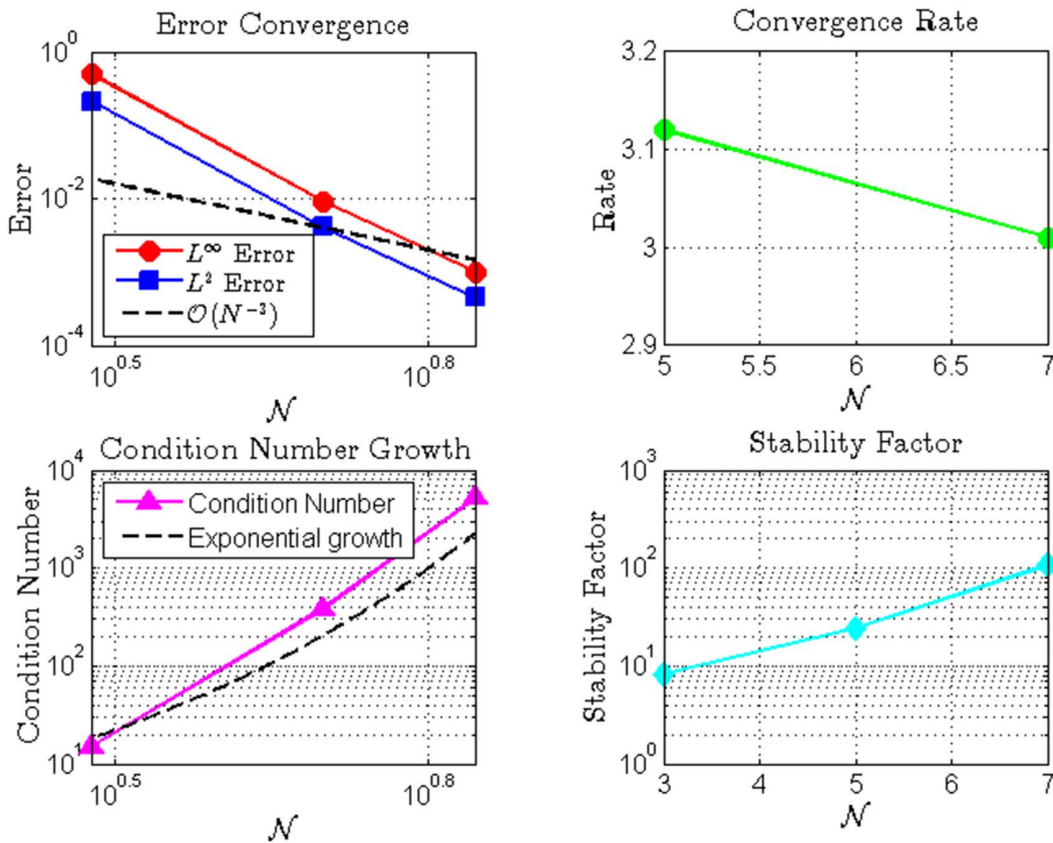 Error Convergence
10^0
10^-2
10^-4
Error
L^∞ Error
L^2 Error
O(N^-3)
10^0.5
10^0.8
N
Convergence Rate
3.2
3.1
3
2.9
Rate
5
5.5
6
6.5
7
N
Condition Number Growth
10^4
10^3
10^2
10^1
Condition Number
Condition Number
Exponential growth
10^0.5
10^0.8
N
Stability Factor
10^3
10^2
10^1
10^0
Stability Factor
3
4
5
6
7
N